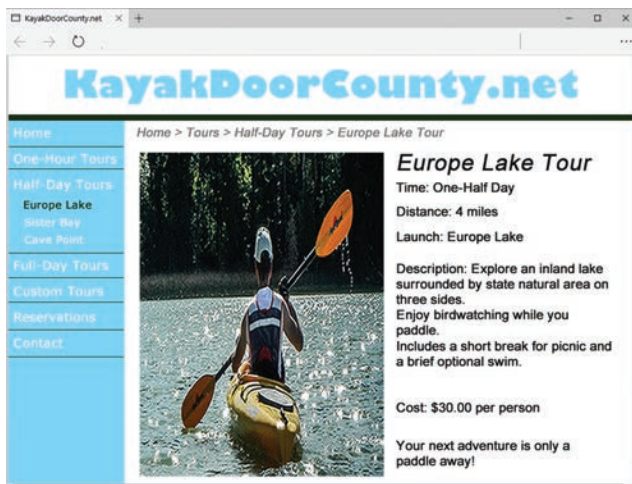 KayakDoorCounty.net
KayakDoorCounty.net
Home
One-Hour Tours
Half-Day Tours
Europe Lake
Sister Bay
Cave Point
Full-Day Tours
Custom Tours
Reservations
Contact
Home > Tours > Half-Day Tours > Europe Lake Tour
Europe Lake Tour
Time: One-Half Day
Distance: 4 miles
Launch: Europe Lake
Description: Explore an inland lake
surrounded by state natural area on
three sides.
Enjoy birdwatching while you
paddle.
Includes a short break for picnic and
a brief optional swim.
Cost: $30.00 per person
Your next adventure is only a
paddle away!